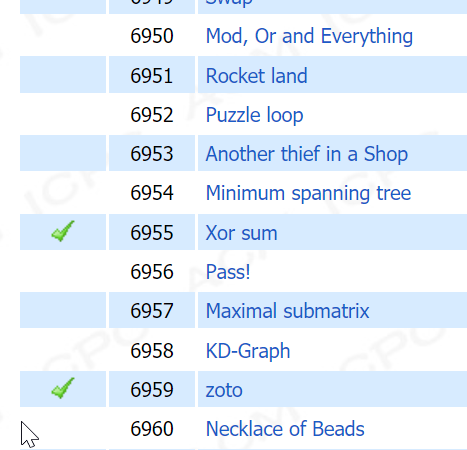 6949 Swap
6950 Mod, Or and Everything
6951 Rocket land
6952 Puzzle loop
6953 Another thief in a Shop
6954 Minimum spanning tree
6955 Xor sum
6956 Pass!
6957 Maximal submatrix
6958 KD-Graph
6959 zoto
6960 Necklace of Beads